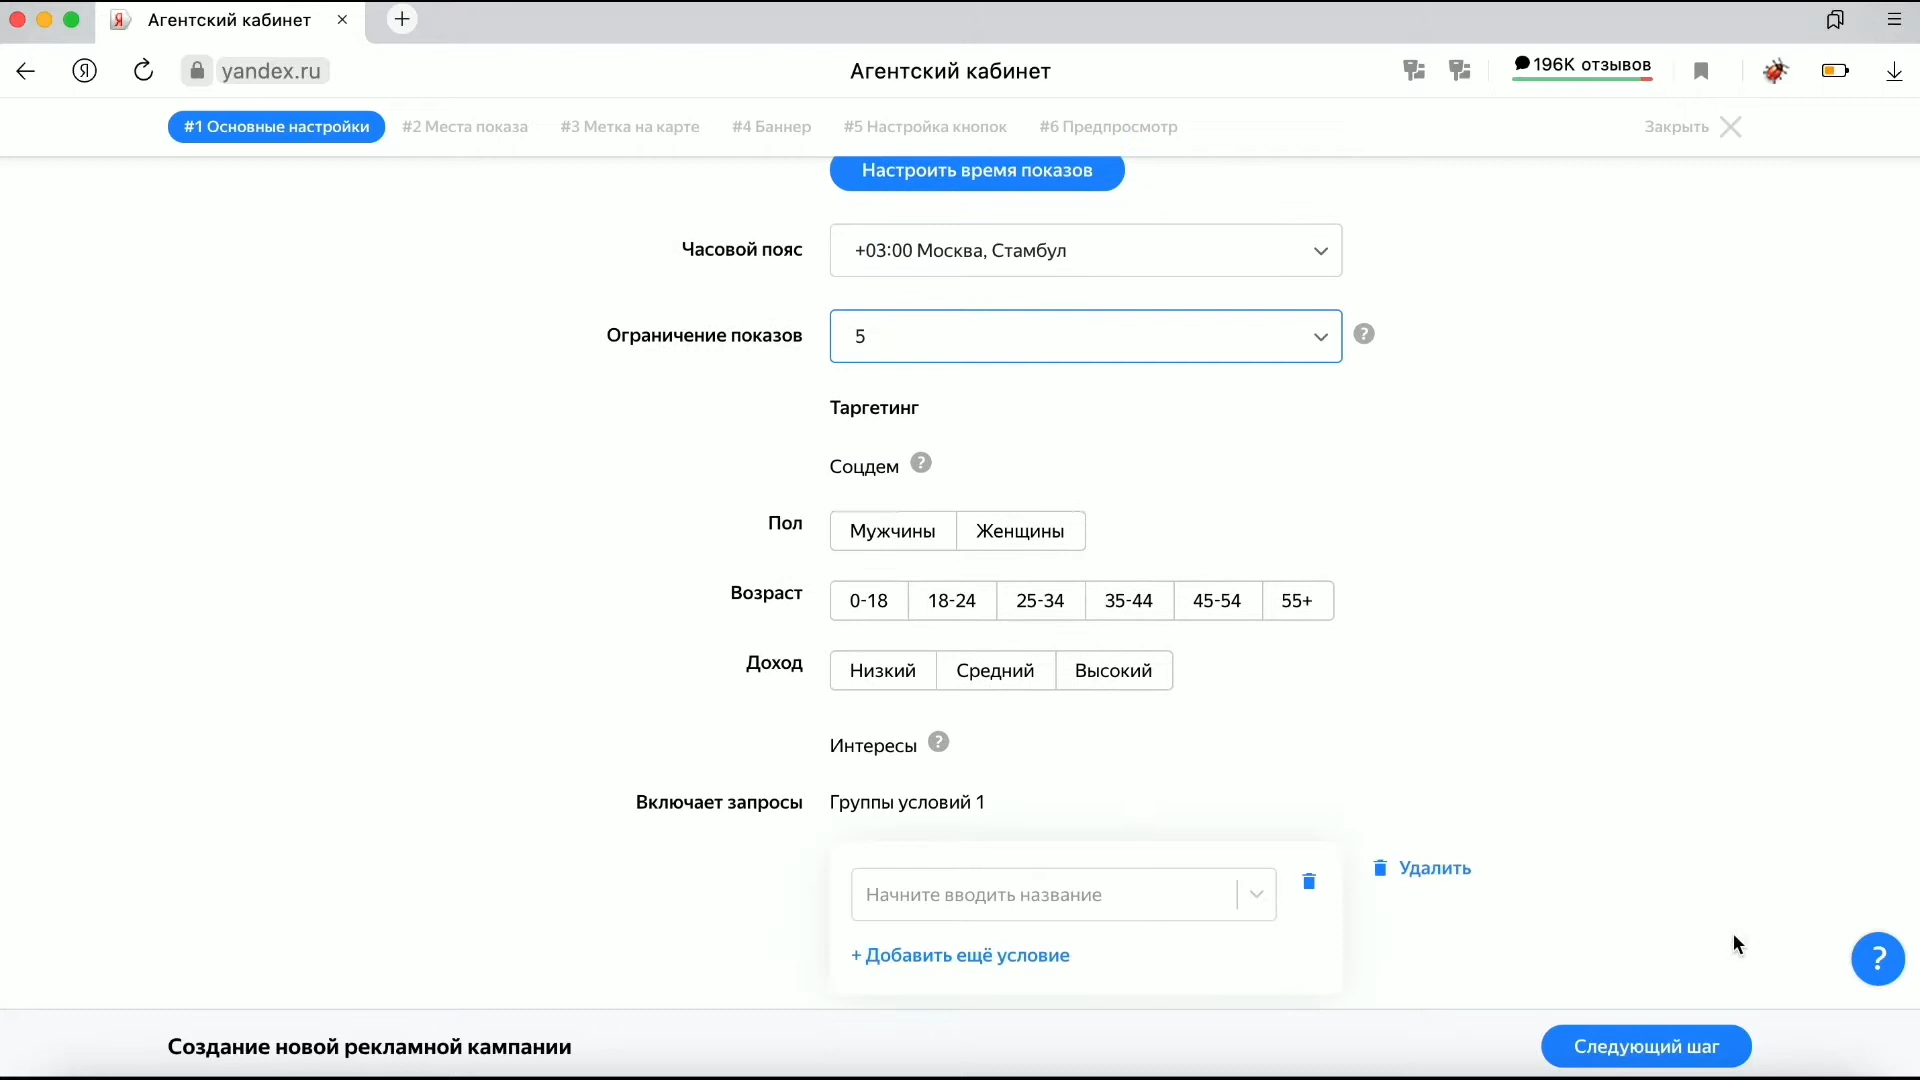 Агентский кабинет
yandex.ru
Агентский кабинет
196K отзывов
#1 Основные настройки
#2 Места показа
#3 Метка на карте
#4 Баннер
#5 Настройка кнопок
#6 Предпросмотр
Закрыть
Настроить время показов
Часовой пояс
+03:00 Москва, Стамбул
Ограничение показов
5
?
Таргетинг
Соцдем ?
Пол
Мужчины Женщины
Возраст
0-18 18-24 25-34 35-44 45-54 55+
Доход
Низкий Средний Высокий
Интересы ?
Включает запросы
Группы условий 1
Начните вводить название
Удалить
+ Добавить ещё условие
?
Создание новой рекламной кампании
Следующий шаг